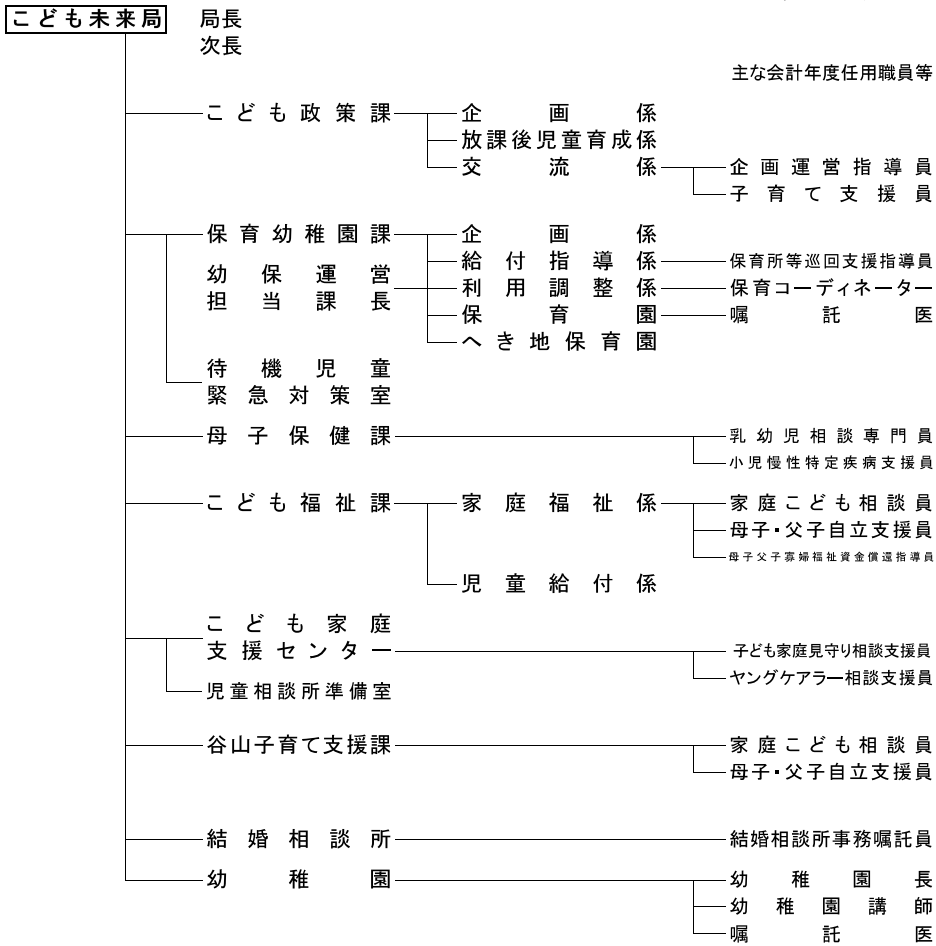 こども未来局 局長
次長
主な会計年度任用職員等
こども政策課 企画係
放課後児童育成係
交流係 企画運営指導員
子育て支援員
保育幼稚園課 企画係
給付指導係 保育所等巡回支援指導員
幼保運営
担当課長 利用調整係 保育コーディネーター
保育園 嘱託医
へき地保育園
待機児童
緊急対策室
母子保健課 乳幼児相談専門員
小児慢性特定疾病支援員
こども福祉課 家庭福祉係 家庭こども相談員
母子・父子自立支援員
母子父子寡婦福祉資金償還指導員
児童給付係
こども家庭
支援センター 子ども家庭見守り相談支援員
ヤングケアラー相談支援員
児童相談所準備室
谷山子育て支援課 家庭こども相談員
母子・父子自立支援員
結婚相談所 結婚相談所事務嘱託員
幼稚園 幼稚園長
幼稚園講師
嘱託医